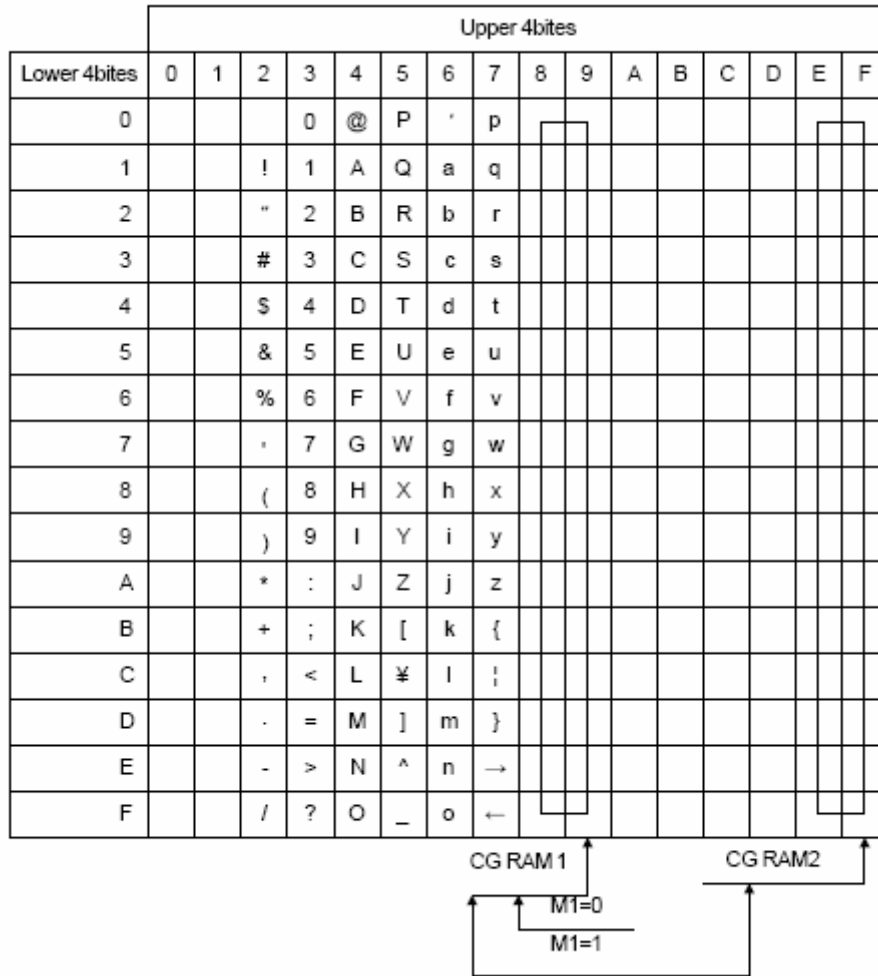 Upper 4bites
Lower 4bites 0 1 2 3 4 5 6 7 8 9 A B C D E F
0 0 @ P ′ p
1 ! 1 A Q a q
2 " 2 B R b r
3 # 3 C S c s
4 $ 4 D T d t
5 & 5 E U e u
6 % 6 F V f v
7 ' 7 G W g w
8 ( 8 H X h x
9 ) 9 I Y i y
A * : J Z j z
B + ; K [ k {
C , < L ¥ l ¦
D · = M ] m }
E - > N ^ n →
F / ? O _ o ←
CG RAM 1 CG RAM2
M1=0
M1=1